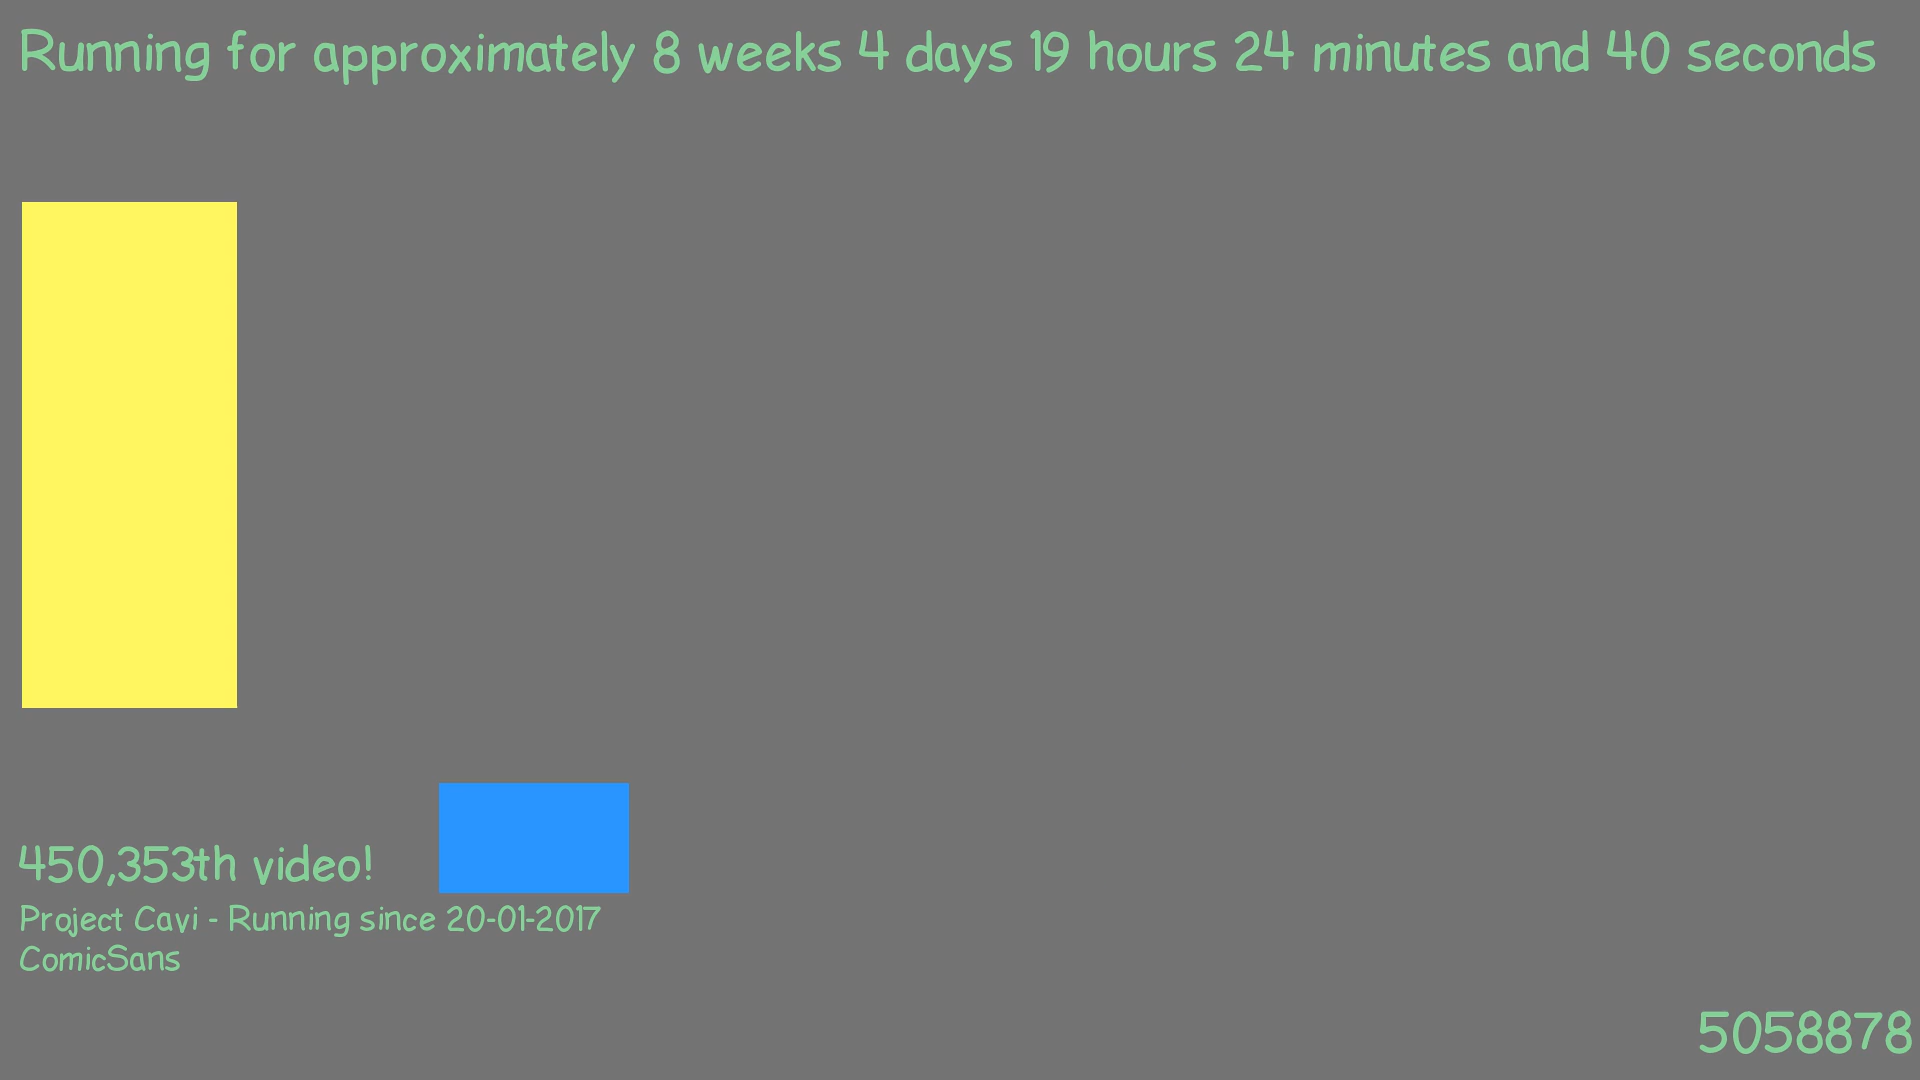 Running for approximately 8 weeks 4 days 19 hours 24 minutes and 40 seconds
450,353th video!
Project Cavi - Running since 20-01-2017
ComicSans
5058878